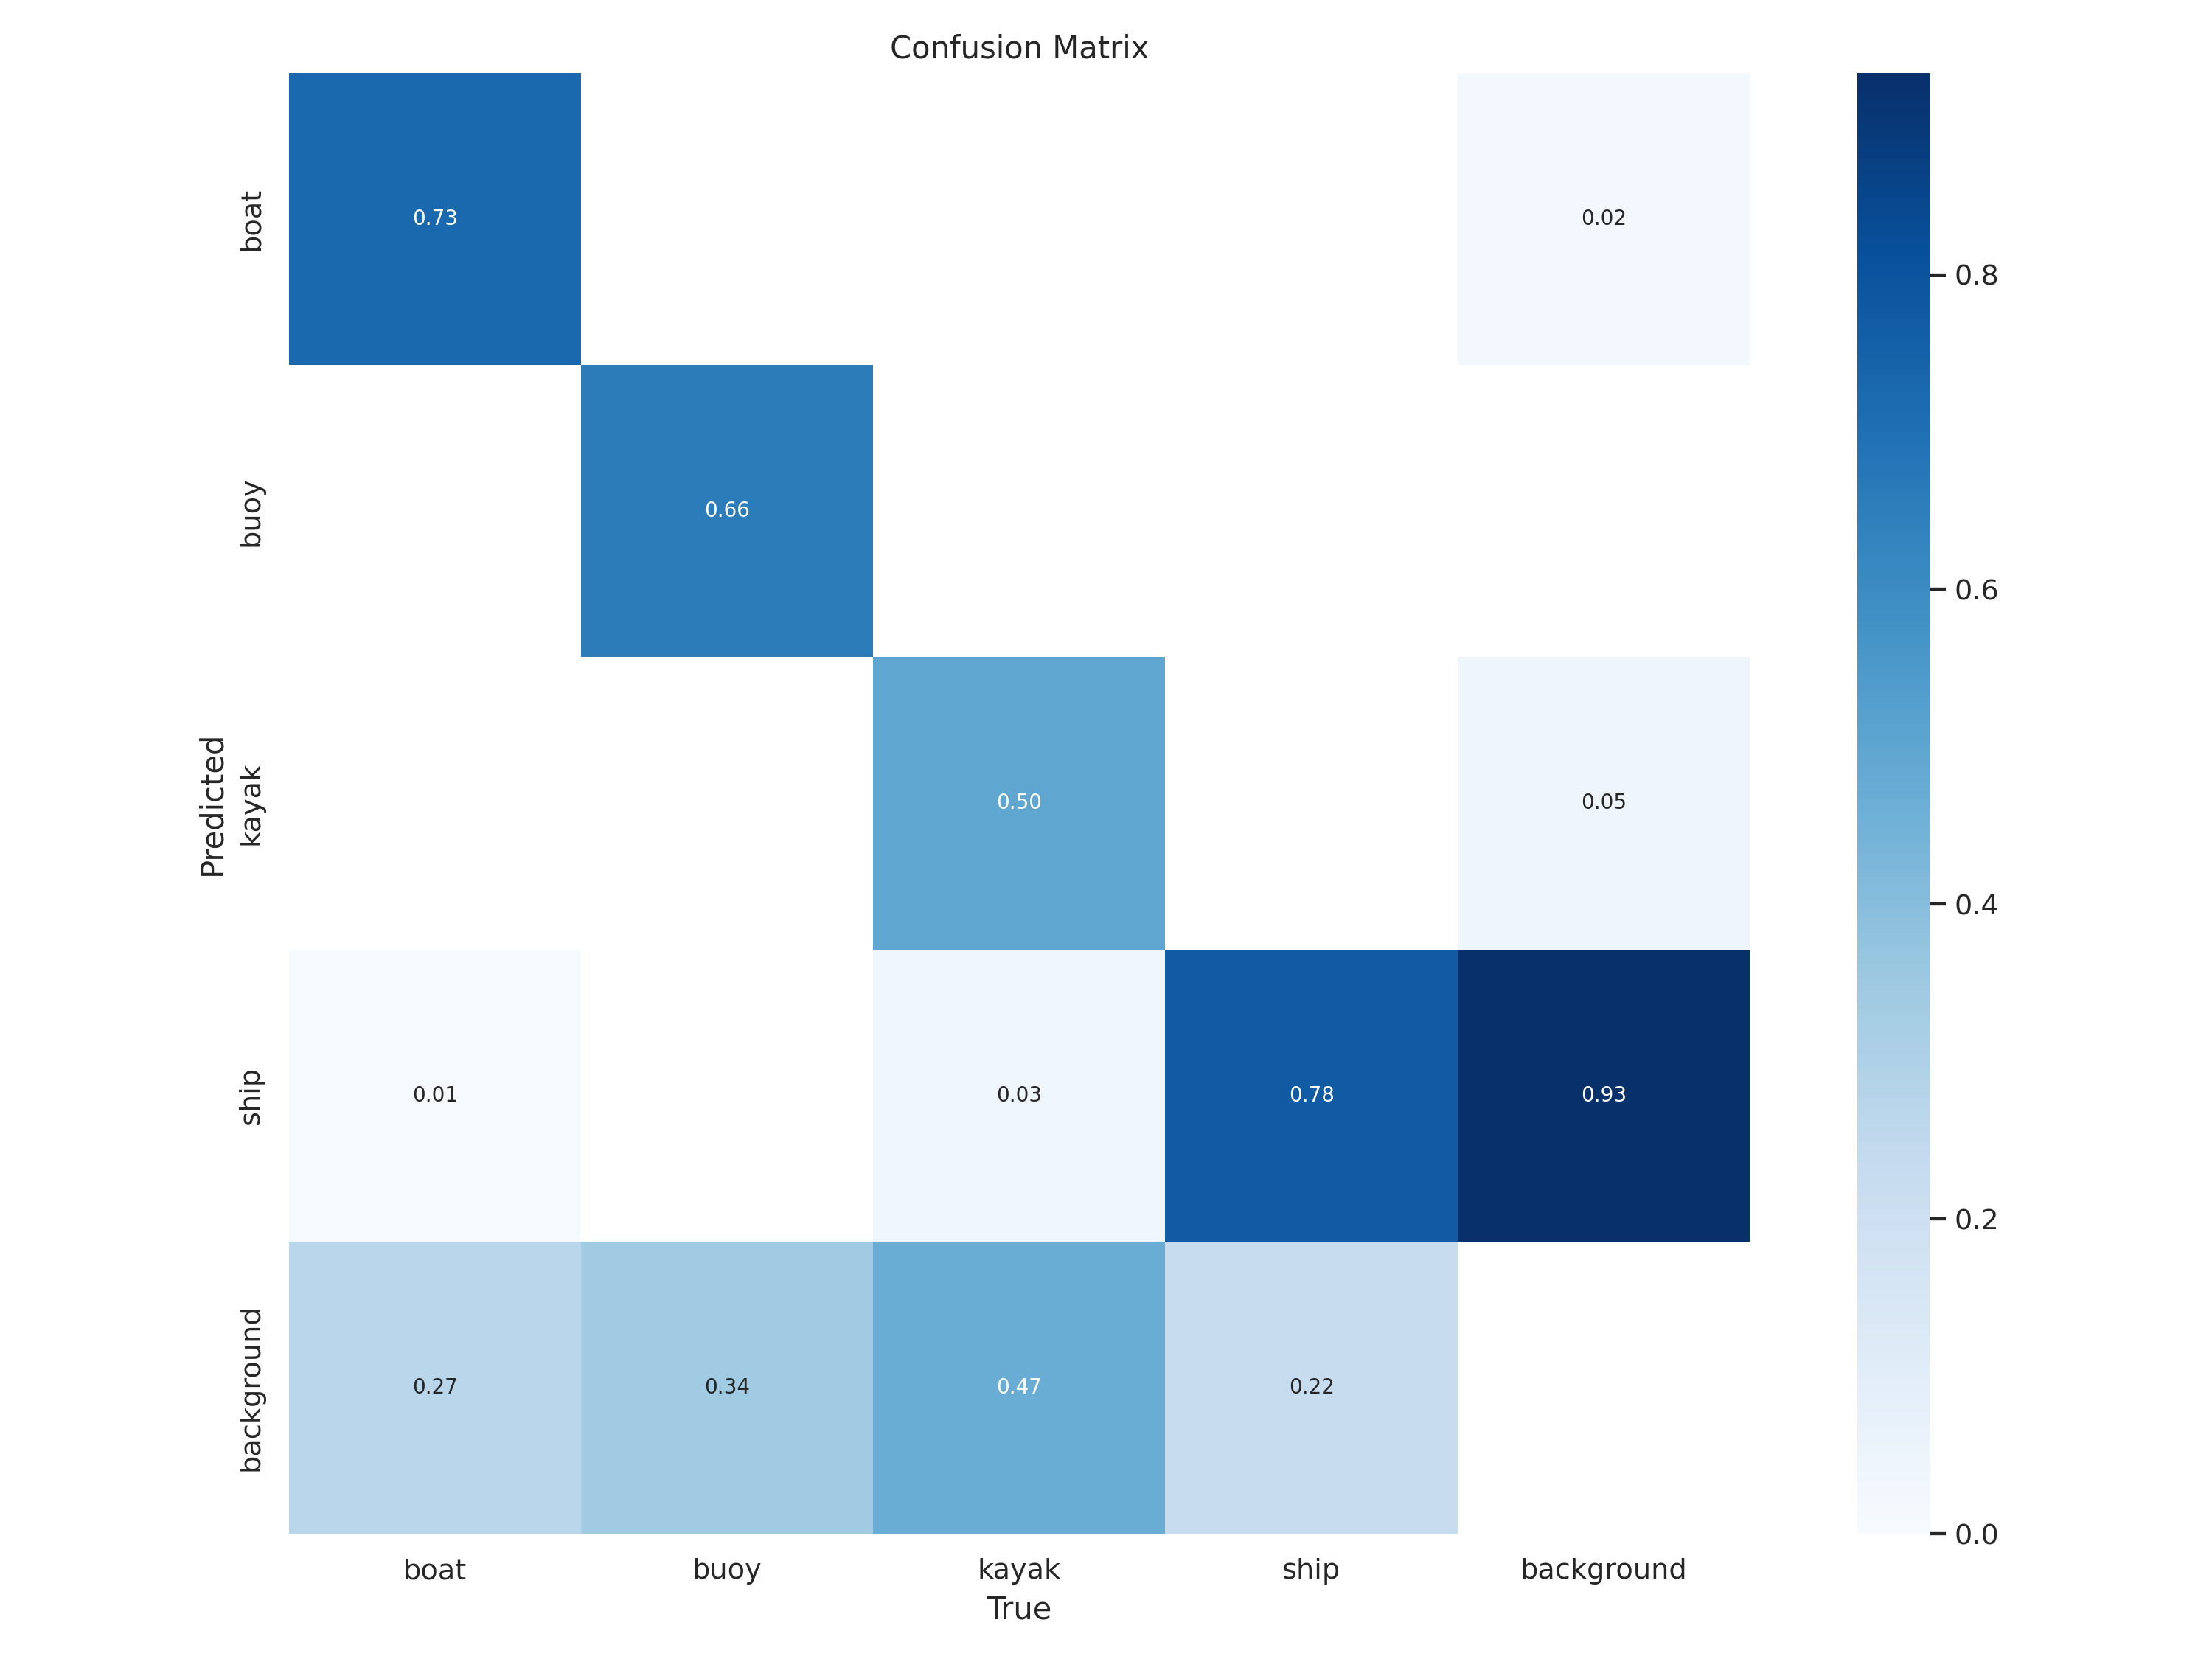 Confusion Matrix
boat
0.73
0.02
0.8
buoy
0.66
0.6
Predicted
kayak
0.50
0.05
0.4
ship
0.01
0.03
0.78
0.93
0.2
background
0.27
0.34
0.47
0.22
0.0
boat buoy kayak ship background
True